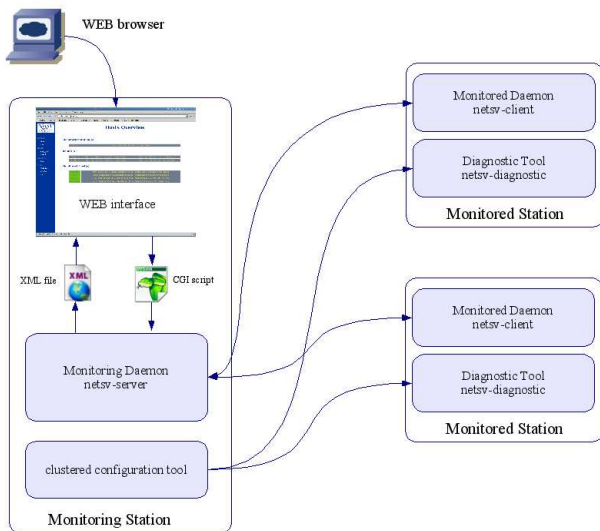 WEB browser
Hosts Overview
WEB interface
XML file
XML
CGI script
Monitoring Daemon
netsv-server
clustered configuration tool
Monitoring Station
Monitored Daemon
netsv-client
Diagnostic Tool
netsv-diagnostic
Monitored Station
Monitored Daemon
netsv-client
Diagnostic Tool
netsv-diagnostic
Monitored Station